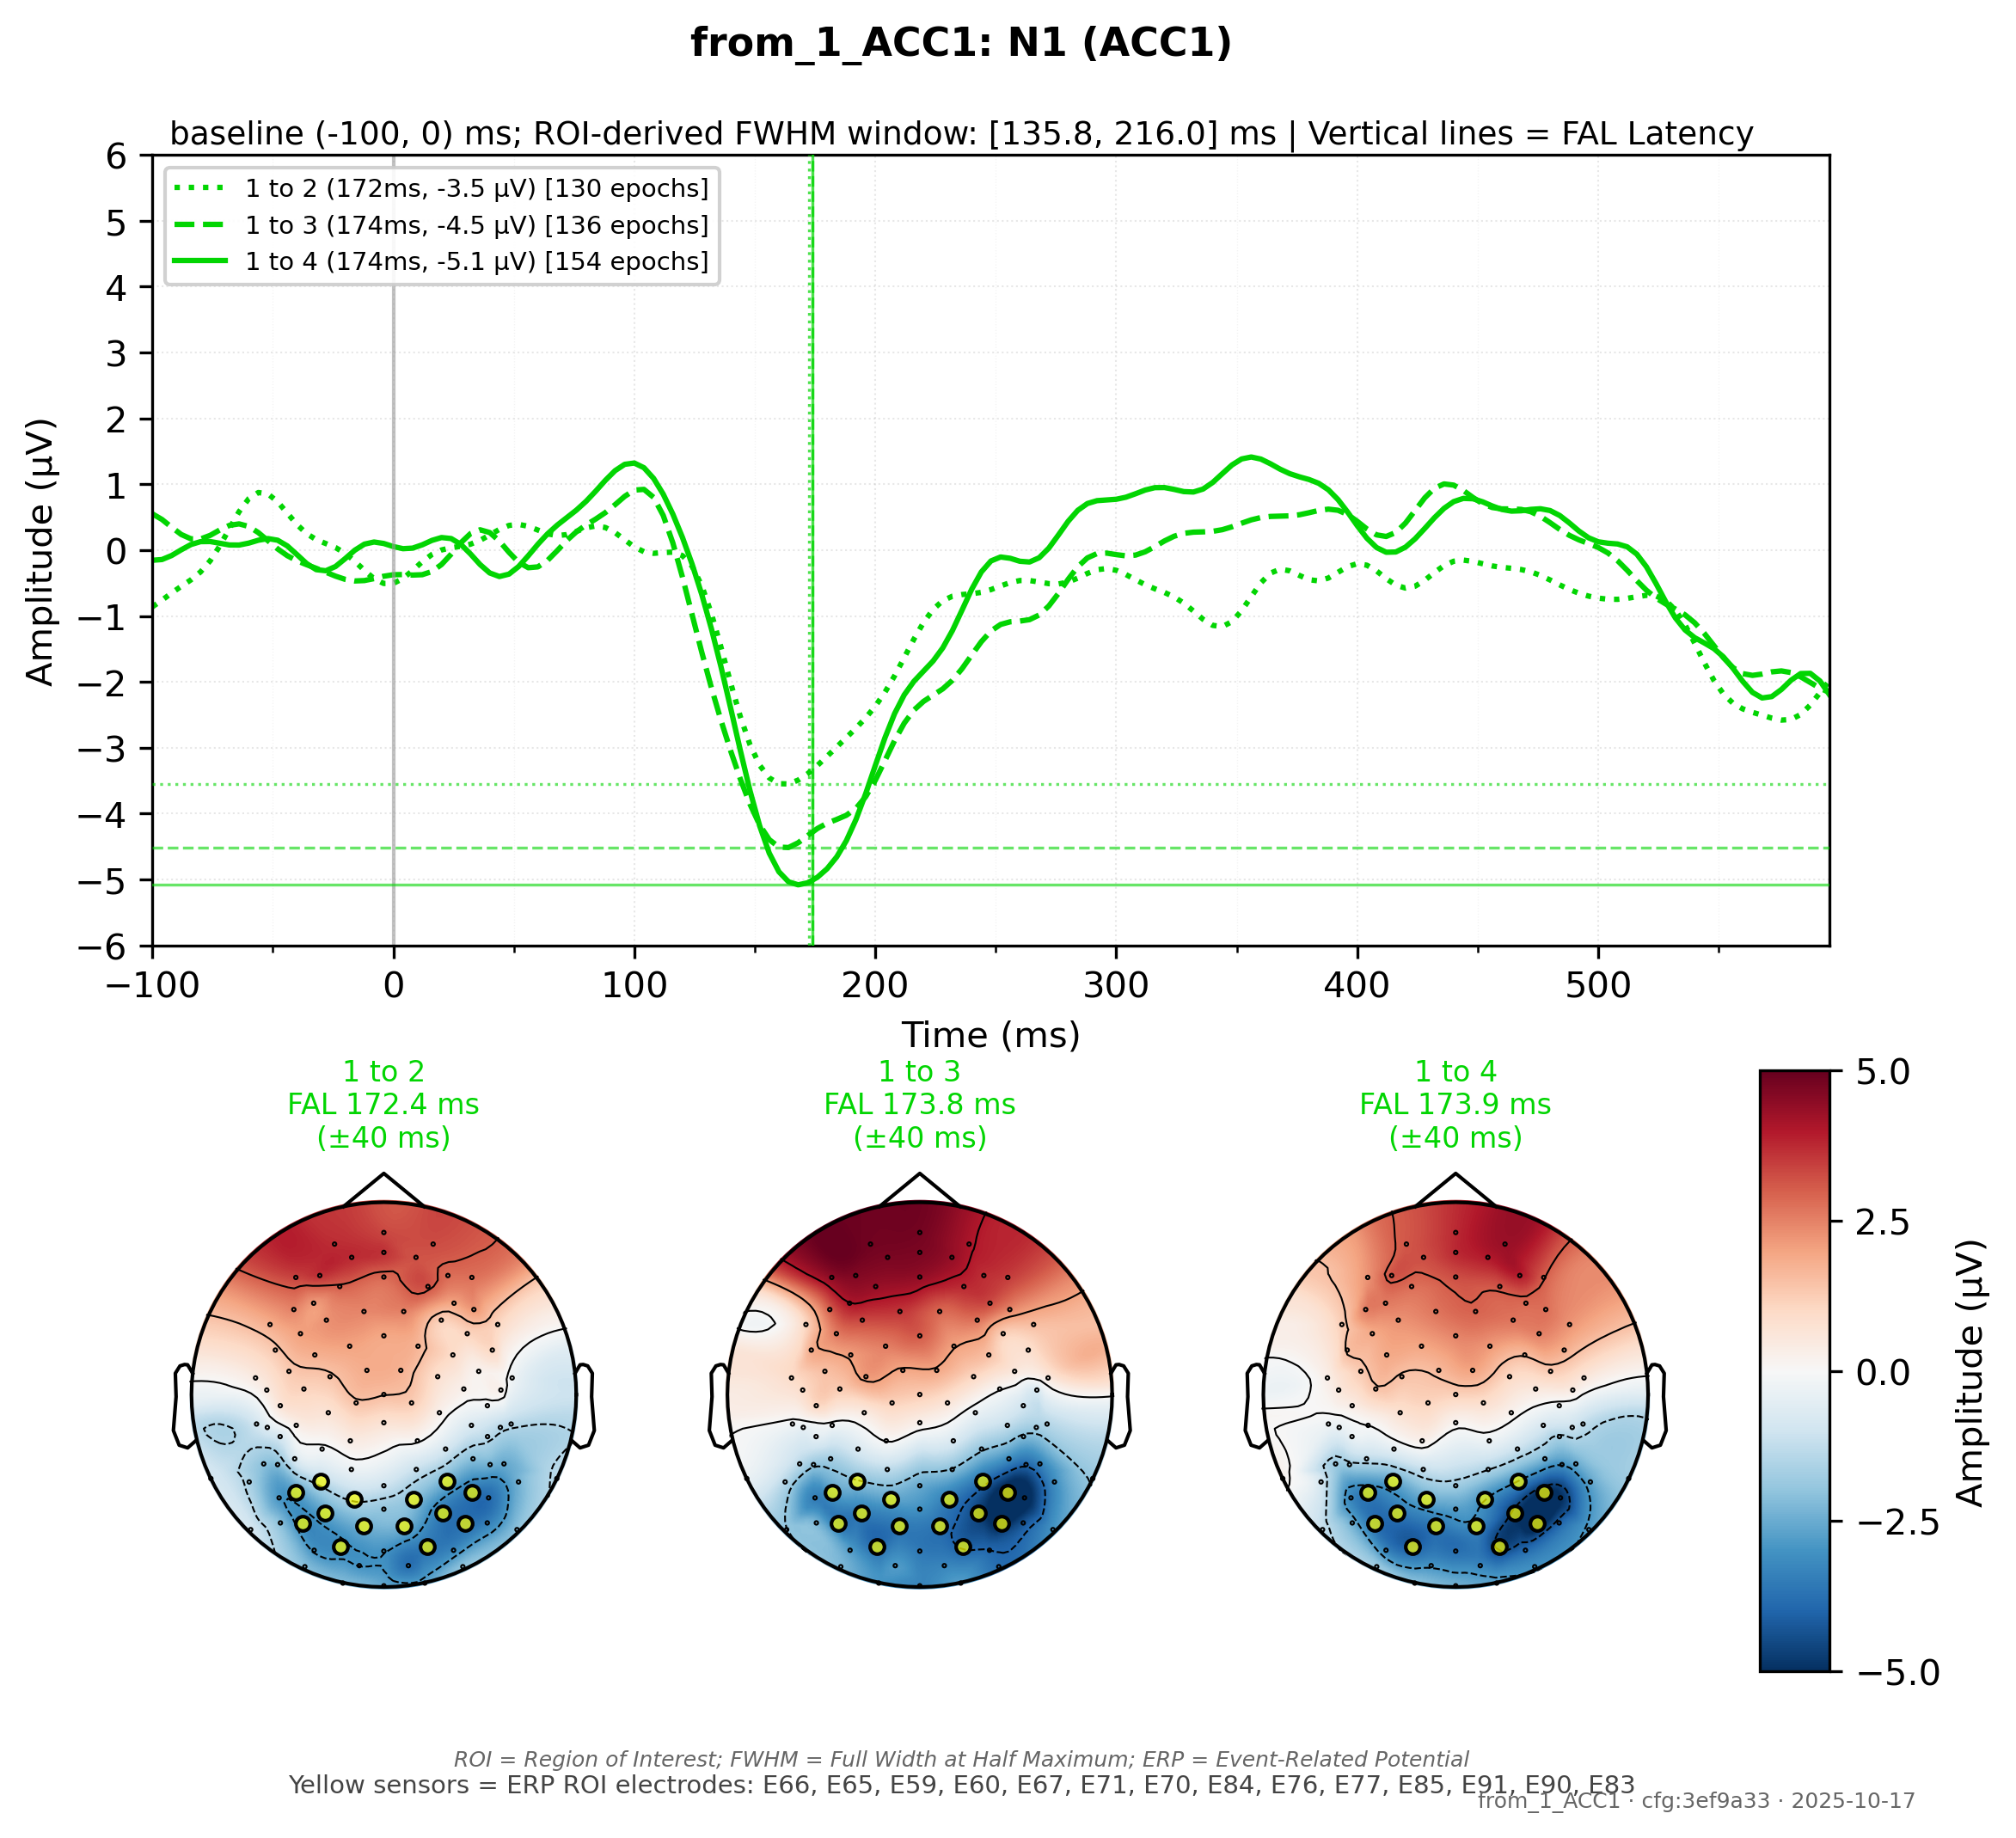 from_1_ACC1: N1 (ACC1)
baseline (-100, 0) ms; ROI-derived FWHM window: [135.8, 216.0] ms | Vertical lines = FAL Latency
1 to 2 (172ms, -3.5 µV) [130 epochs]
1 to 3 (174ms, -4.5 µV) [136 epochs]
1 to 4 (174ms, -5.1 µV) [154 epochs]
Amplitude (µV)
6
5
4
3
2
1
0
−1
−2
−3
−4
−5
−6
−100 0 100 200 300 400 500
Time (ms)
1 to 2
FAL 172.4 ms
(±40 ms)
1 to 3
FAL 173.8 ms
(±40 ms)
1 to 4
FAL 173.9 ms
(±40 ms)
5.0
2.5
0.0
−2.5
−5.0
Amplitude (µV)
ROI = Region of Interest; FWHM = Full Width at Half Maximum; ERP = Event-Related Potential
Yellow sensors = ERP ROI electrodes: E66, E65, E59, E60, E67, E71, E70, E84, E76, E77, E85, E91, E90, E83
from_1_ACC1 · cfg:3ef9a33 · 2025-10-17